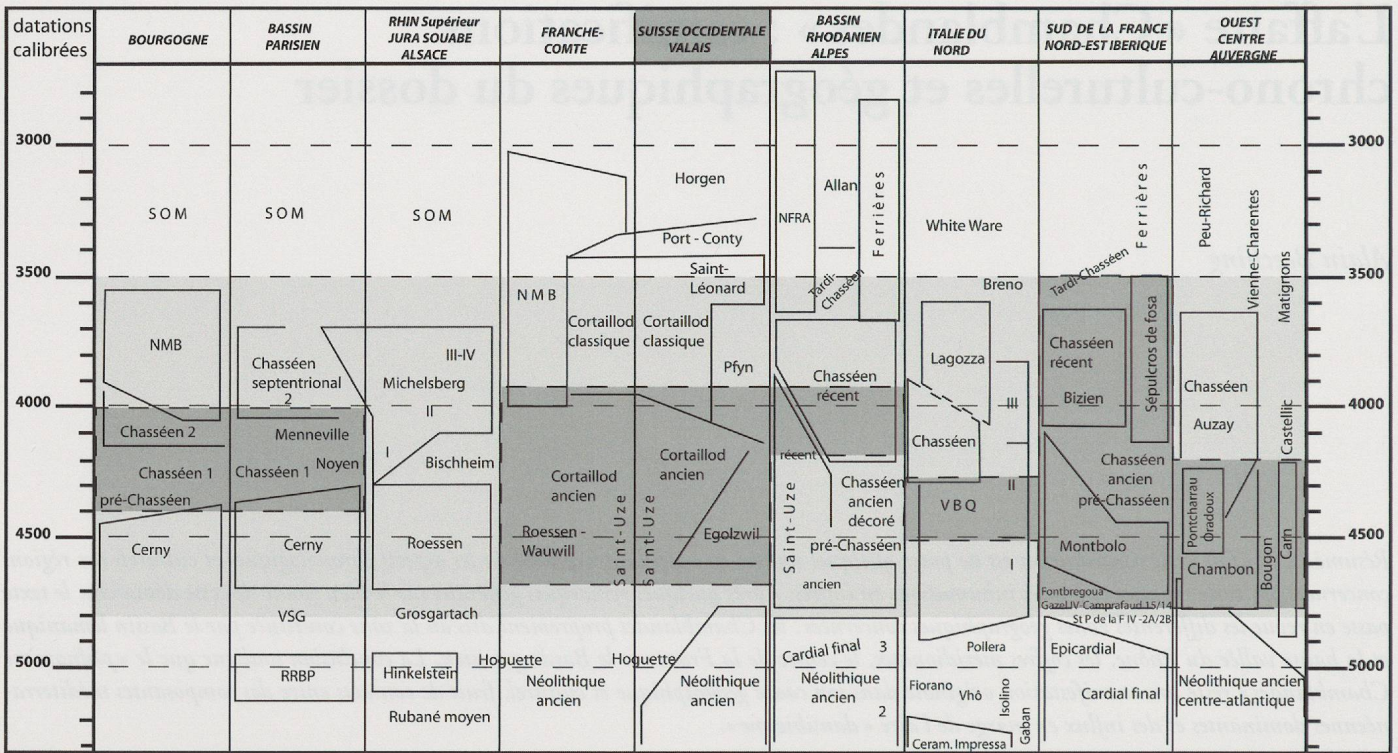 datations
calibrées
BOURGOGNE
BASSIN
PARISIEN
RHIN Supérieur
JURA SOUABE
ALSACE
FRANCHE-
COMTE
SUISSE OCCIDENTALE
VALAIS
BASSIN
RHODANIEN
ALPES
ITALIE DU
NORD
SUD DE LA FRANCE
NORD-EST IBERIQUE
OUEST
CENTRE
AUVERGNE
3000
3500
4000
4500
5000
S O M
NMB
Chasséen 2
Chasséen 1
pré-Chasséen
Cerny
S O M
Chasséen
septentrional
2
Menneville
Noyen
Chasséen 1
Cerny
VSG
RRBP
S O M
III-IV
Michelsberg
II
I
Bischheim
Roessen
Grosgartach
Hinkelstein
Rubané moyen
N M B
Cortaillod
classique
Cortaillod
ancien
Roessen -
Wauwill
Saint-Uze
Hoguette
Néolithique
ancien
Horgen
Port - Conty
Saint-
Léonard
Cortaillod
classique
Pfyn
Cortaillod
ancien
Egolzwil
Saint-Uze
Hoguette
Néolithique
ancien
NFRA
Allan
Ferrières
Tardi-
Chasséen
Chasséen
récent
récent
Chasséen
ancien
décoré
pré-Chasséen
ancien
Saint-Uze
Cardial final
3
Néolithique
ancien
2
White Ware
Breno
Lagozza
III
Chasséen
II
V B Q
I
Pollera
Fiorano
Vhò
Isolino
Gaban
Ceram. Impressa
Ferrières
Tardi-Chasséen
Chasséen
récent
Bizien
Sépulcros de fosa
Chasséen
ancien
pré-Chasséen
Montbolo
Fontbregoua
Gazel IV-Camprafaud 15/14
St P de la F IV -2A/2B
Epicardial
Cardial final
Peu-Richard
Vienne-Charentes
Matignons
Chasséen
Auzay
Castellic
Pontcharrau
Oradoux
Chambon
Bougon
Carn
Néolithique ancien
centre-atlantique
3000
3500
4000
4500
5000